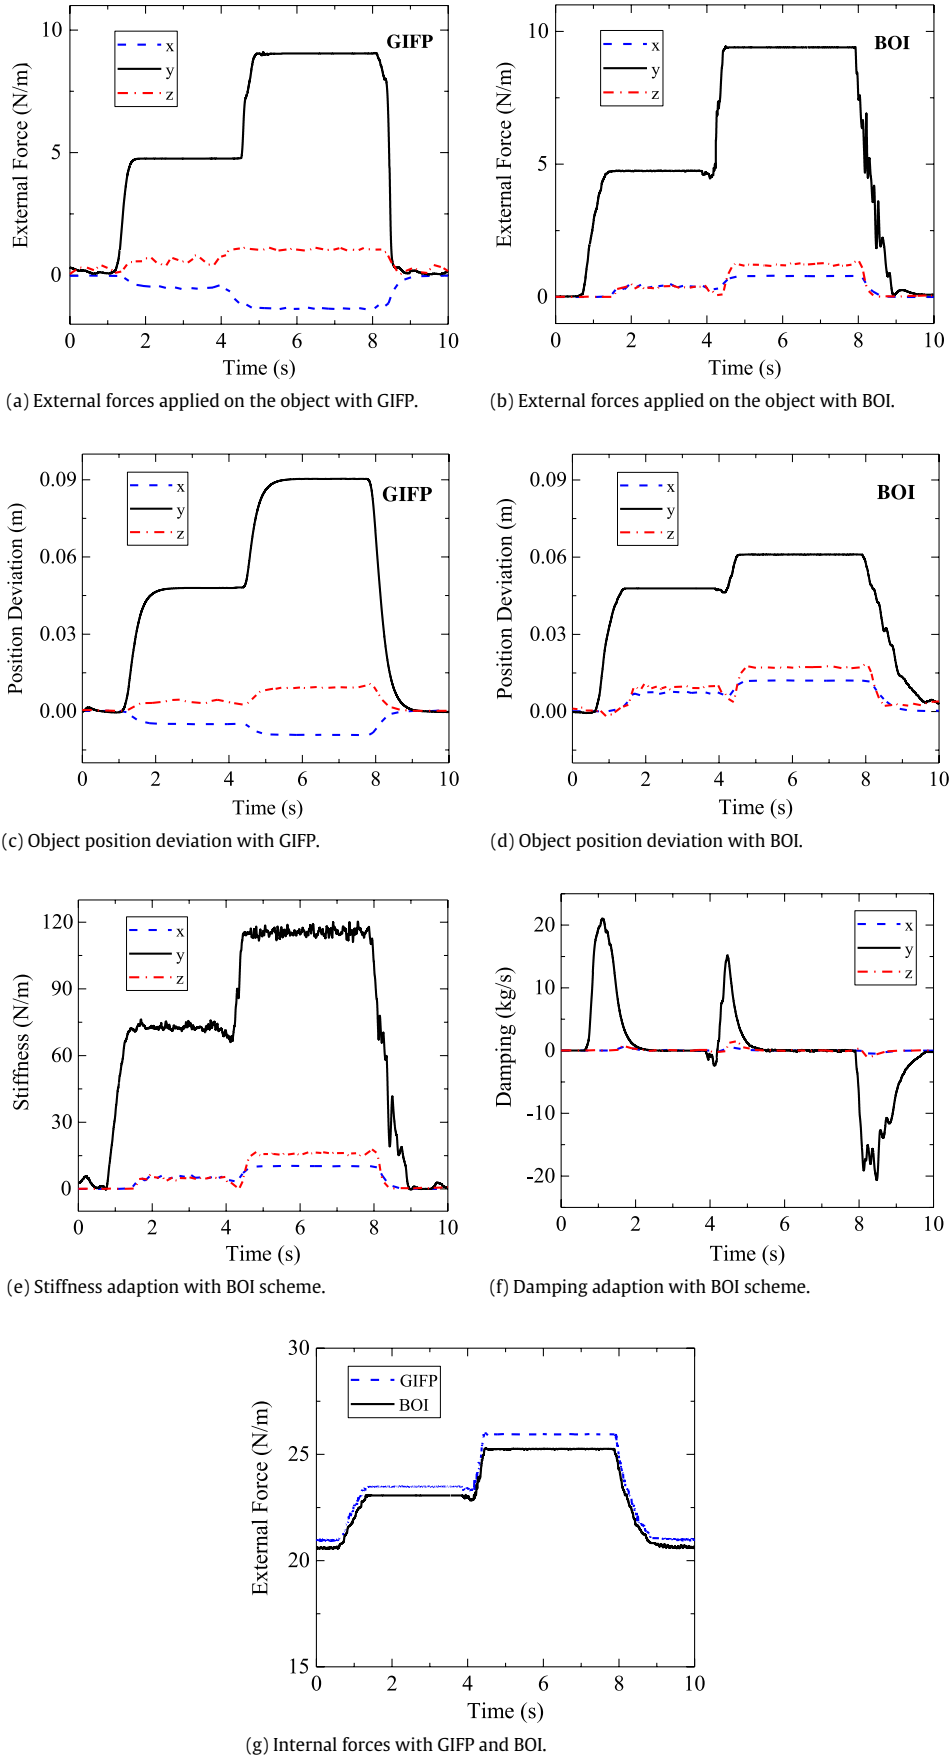 GIFP
x
y
z
External Force (N/m)
10
5
0
0 2 4 6 8 10
Time (s)
(a) External forces applied on the object with GIFP.
BOI
x
y
z
External Force (N/m)
10
5
0
0 2 4 6 8 10
Time (s)
(b) External forces applied on the object with BOI.
GIFP
x
y
z
Position Deviation (m)
0.09
0.06
0.03
0.00
0 2 4 6 8 10
Time (s)
(c) Object position deviation with GIFP.
BOI
x
y
z
Position Deviation (m)
0.09
0.06
0.03
0.00
0 2 4 6 8 10
Time (s)
(d) Object position deviation with BOI.
x
y
z
Stiffness (N/m)
120
90
60
30
0
0 2 4 6 8 10
Time (s)
(e) Stiffness adaption with BOI scheme.
x
y
z
Damping (kg/s)
20
10
0
-10
-20
0 2 4 6 8 10
Time (s)
(f) Damping adaption with BOI scheme.
GIFP
BOI
External Force (N/m)
30
25
20
15
0 2 4 6 8 10
Time (s)
(g) Internal forces with GIFP and BOI.